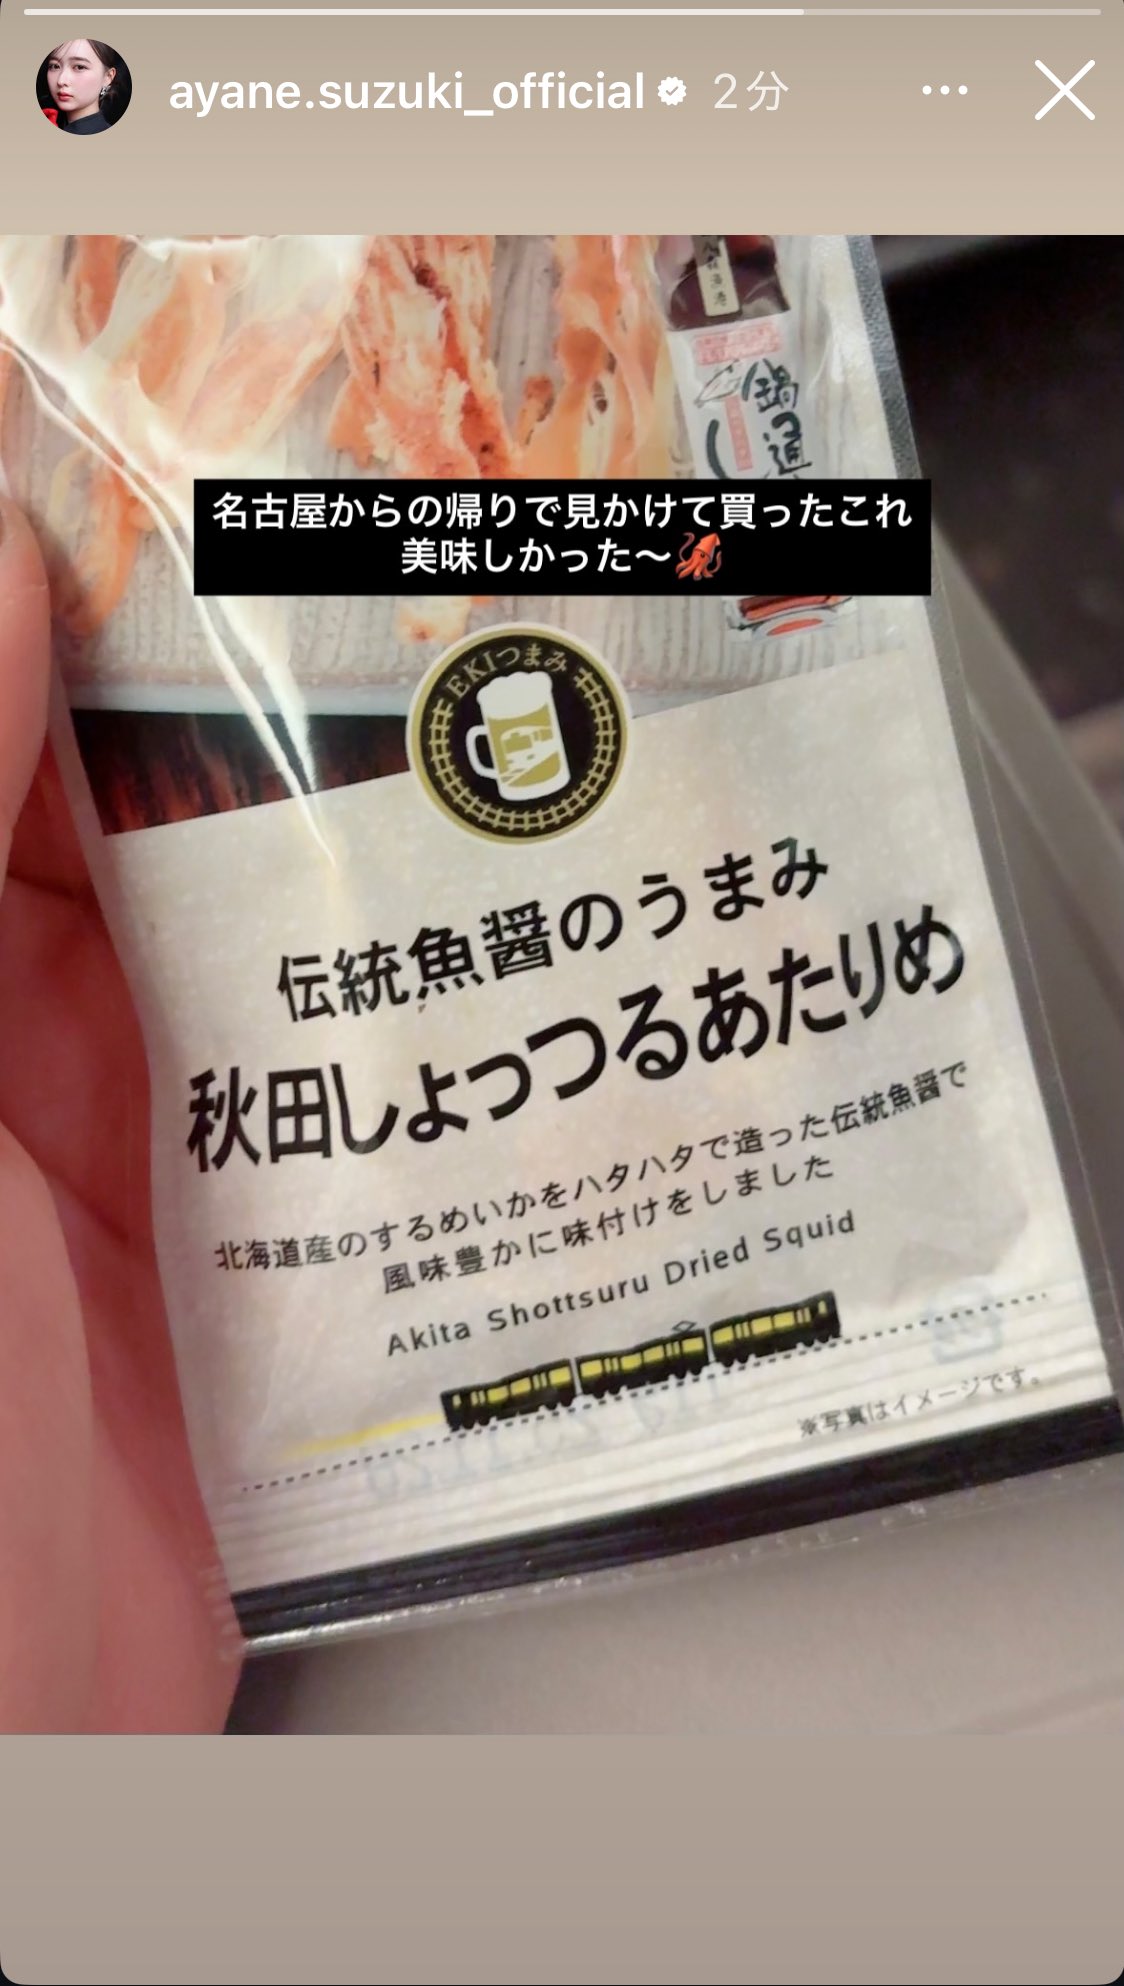 ayane.suzuki_official 2分
鍋通
名古屋からの帰りで見かけて買ったこれ
美味しかった〜🦑
EKIつまみ
伝統魚醤のうまみ
秋田しょっつるあたりめ
北海道産のするめいかをハタハタで造った伝統魚醤で
風味豊かに味付けをしました
Akita Shottsuru Dried Squid
※写真はイメージです。